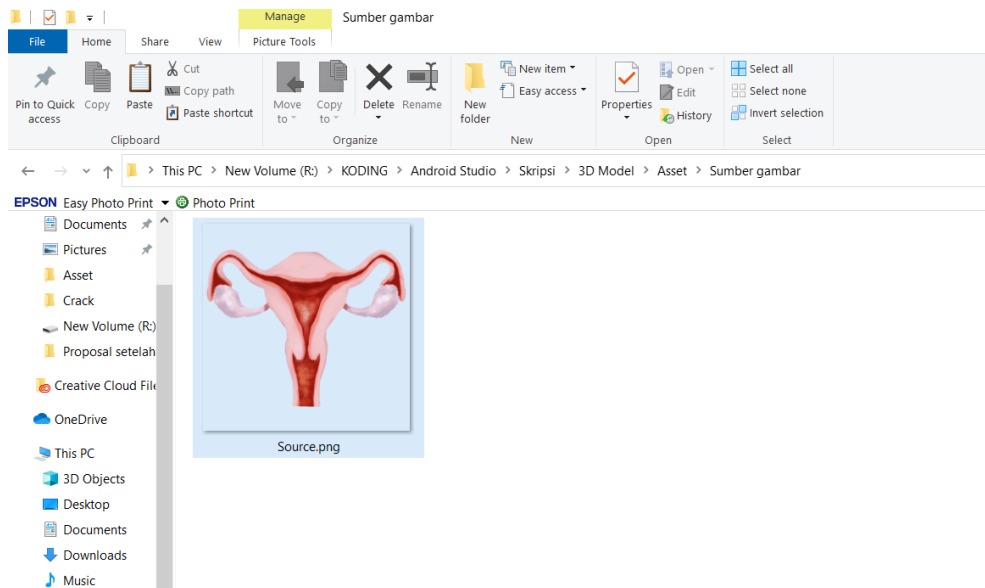 Manage
Sumber gambar
File
Home
Share
View
Picture Tools
Pin to Quick access
Copy
Paste
Cut
Copy path
Paste shortcut
Clipboard
Move to
Copy to
Delete
Rename
Organize
New folder
New item
Easy access
New
Properties
Open
Edit
History
Open
Select all
Select none
Invert selection
Select
This PC > New Volume (R:) > KODING > Android Studio > Skripsi > 3D Model > Asset > Sumber gambar
EPSON Easy Photo Print
Photo Print
Documents
Pictures
Asset
Crack
New Volume (R:)
Proposal setelah
Creative Cloud File
OneDrive
This PC
3D Objects
Desktop
Documents
Downloads
Music
Source.png